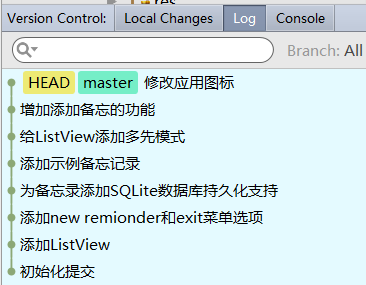 Version Control: Local Changes Log Console
Branch: All
HEAD master 修改应用图标
增加添加备忘的功能
给ListView添加多先模式
添加示例备忘记录
为备忘录添加SQLite数据库持久化支持
添加new remionder和exit菜单选项
添加ListView
初始化提交